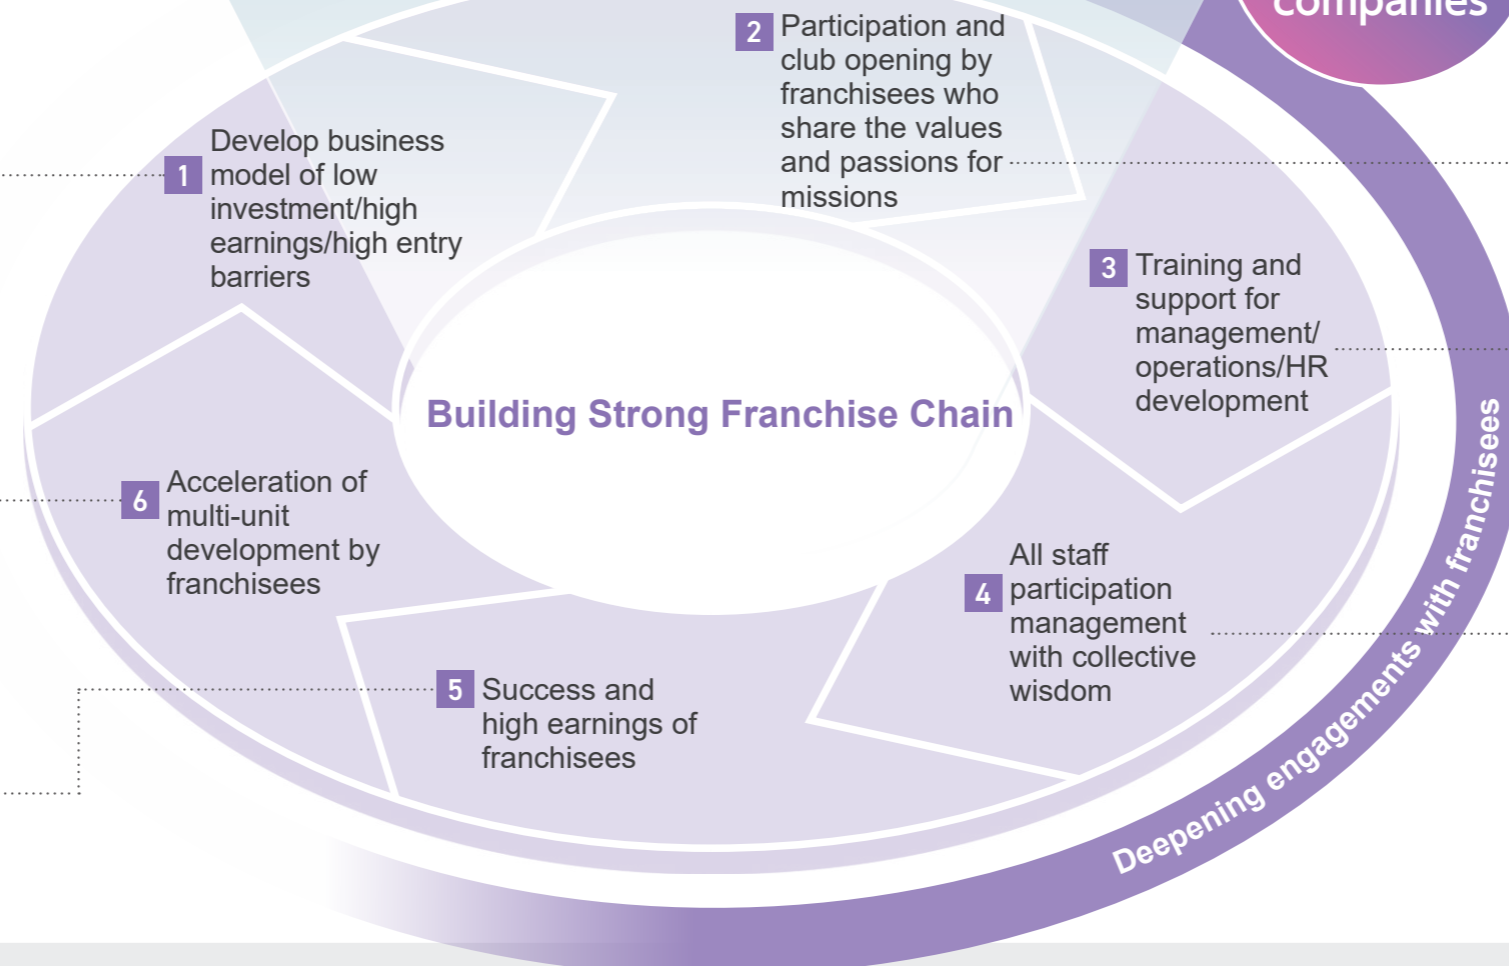 companies
2
Participation and
club opening by
franchisees who
share the values
and passions for
missions
1
Develop business
model of low
investment/high
earnings/high entry
barriers
3
Training and
support for
management/
operations/HR
development
Building Strong Franchise Chain
6
Acceleration of
multi-unit
development by
franchisees
4
All staff
participation
management
with collective
wisdom
5
Success and
high earnings of
franchisees
Deepening engagements with franchisees